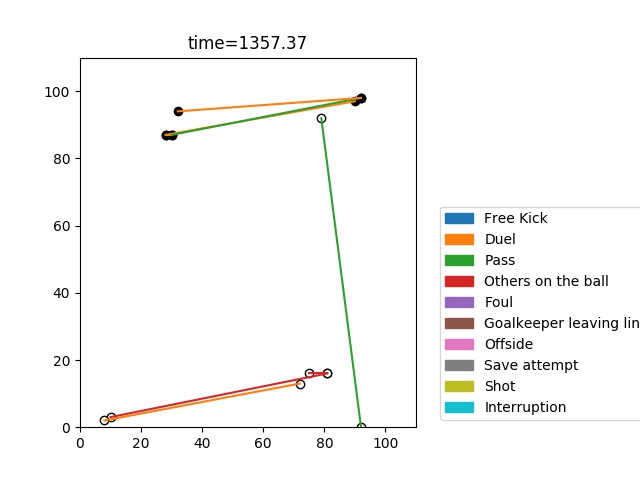 time=1357.37
100
80
60
40
20
0
0 20 40 60 80 100
Free Kick
Duel
Pass
Others on the ball
Foul
Goalkeeper leaving lin
Offside
Save attempt
Shot
Interruption